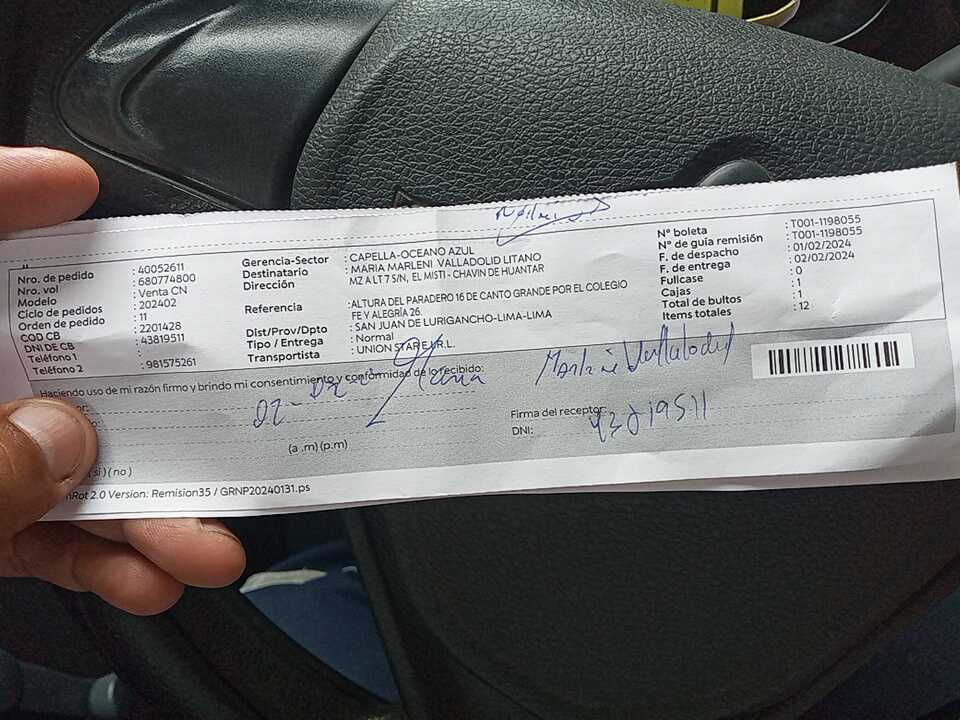 Nro. de pedido : 40052611
Nro. vol : 680774800
Modelo : Venta CN
Ciclo de pedidos : 202402
Orden de pedido : 11
COD CB : 2201428
DNI DE CB : 43819511
Teléfono 1 :
Teléfono 2 : 981575261
Gerencia-Sector : CAPELLA-OCEANO AZUL
Destinatario : MARIA MARLENI VALLADOLID LITANO
Dirección MZ A LT 7 S/N, EL MISTI - CHAVIN DE HUANTAR
Referencia : ALTURA DEL PARADERO 16 DE CANTO GRANDE POR EL COLEGIO
FE Y ALEGRÍA 26.
Dist/Prov/Dpto : SAN JUAN DE LURIGANCHO-LIMA-LIMA
Tipo / Entrega : Normal
Transportista : UNION STAR E.I.R.L.
N° boleta : T001-1198055
N° de guía remisión : T001-1198055
F. de despacho : 01/02/2024
F. de entrega : 02/02/2024
Fullcase : 0
Cajas : 1
Total de bultos : 1
Items totales : 12
Haciendo uso de mi razón firmo y brindo mi consentimiento y conformidad de lo recibido:
(a .m) (p.m)
Firma del receptor:
DNI: 43819511
( si ) ( no )
Rot 2.0 Version: Remision35 / GRNP20240131.ps